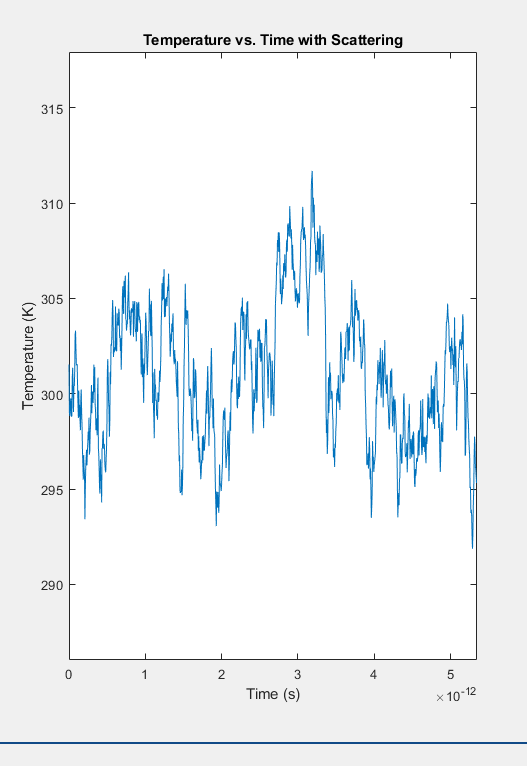 Temperature vs. Time with Scattering
315
310
305
300
295
290
Temperature (K)
0 1 2 3 4 5
Time (s)
×10-12